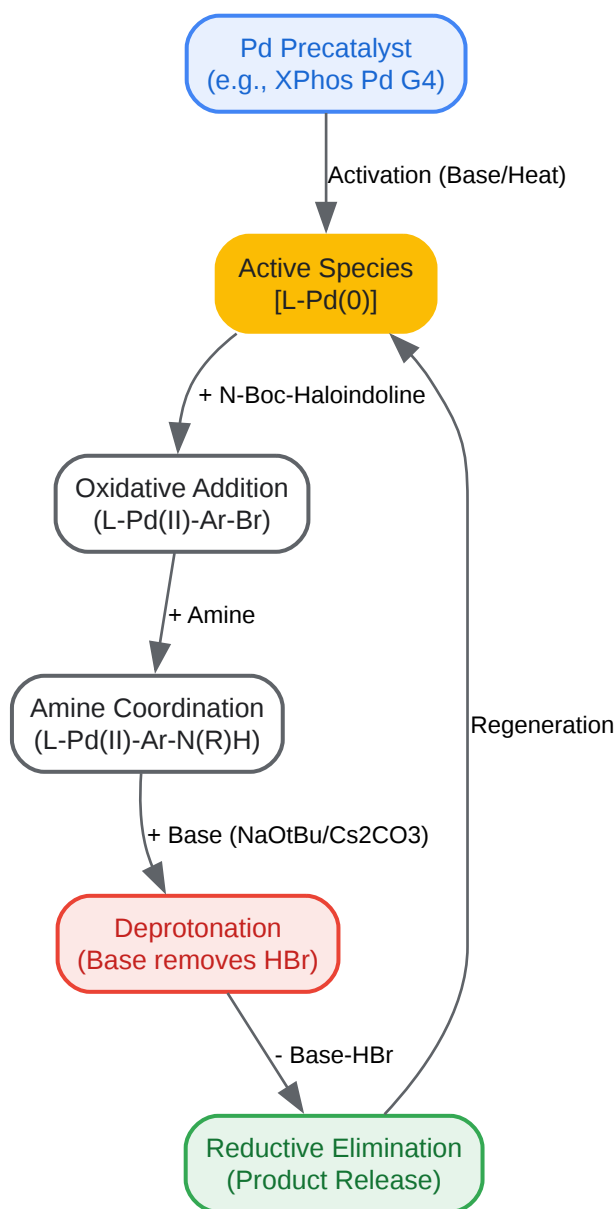 Pd Precatalyst
(e.g., XPhos Pd G4)
Activation (Base/Heat)
Active Species
[L-Pd(0)]
+ N-Boc-Haloindoline
Oxidative Addition
(L-Pd(II)-Ar-Br)
+ Amine
Amine Coordination
(L-Pd(II)-Ar-N(R)H)
Regeneration
+ Base (NaOtBu/Cs2CO3)
Deprotonation
(Base removes HBr)
- Base-HBr
Reductive Elimination
(Product Release)